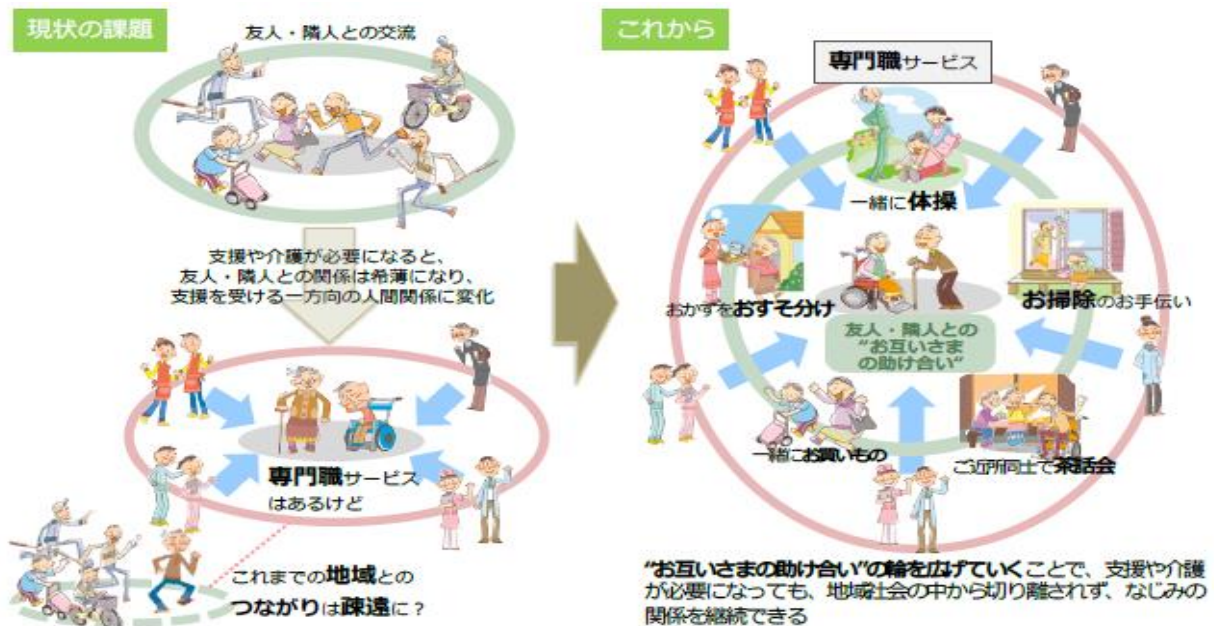 現状の課題
友人・隣人との交流
支援や介護が必要になると、
友人・隣人との関係は希薄になり、
支援を受ける一方向の人間関係に変化
専門職サービス
はあるけど
これまでの地域との
つながりは疎遠に？
これから
専門職サービス
一緒に体操
おかずをおすそ分け
お掃除のお手伝い
友人・隣人との
“お互いさま
の助け合い”
一緒にお買いもの
ご近所同士で茶話会
“お互いさまの助け合い”の輪を広げていくことで、支援や介護
が必要になっても、地域社会の中から切り離されず、なじみの
関係を継続できる